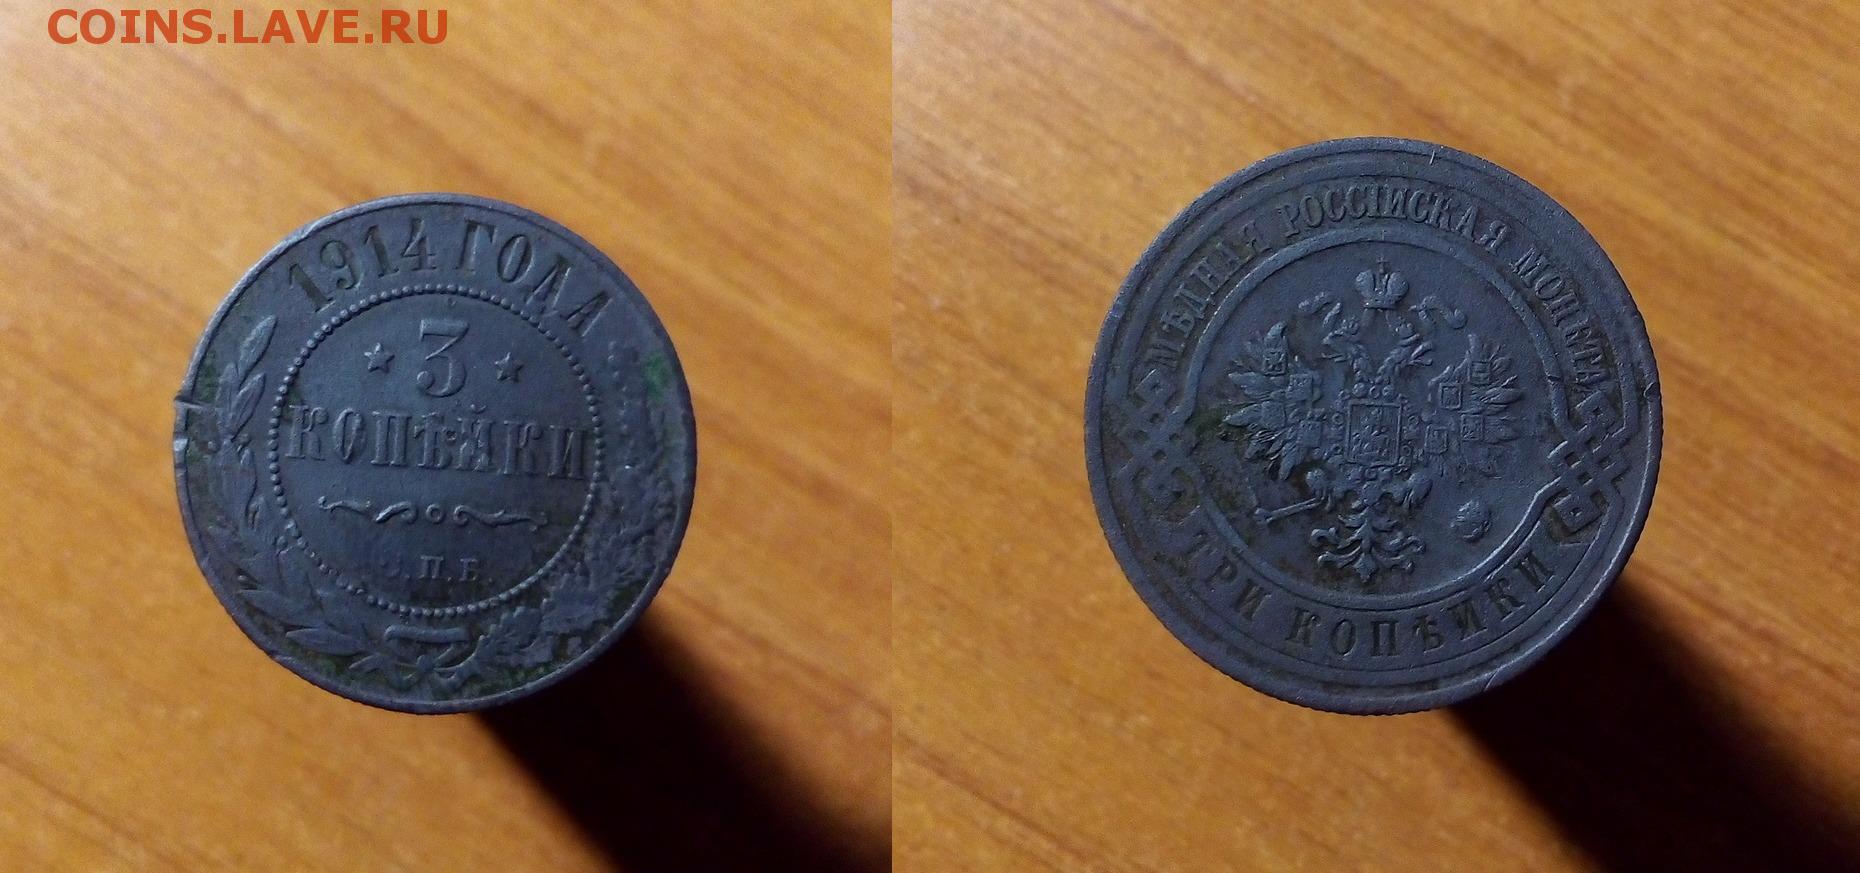 COINS.LAVE.RU
1914 ГОДА
3
КОПѢЙКИ
С.П.Б.
МѢДНАЯ РОССІЙСКАЯ МОНЕТА
ТРИ КОПѢЙКИ